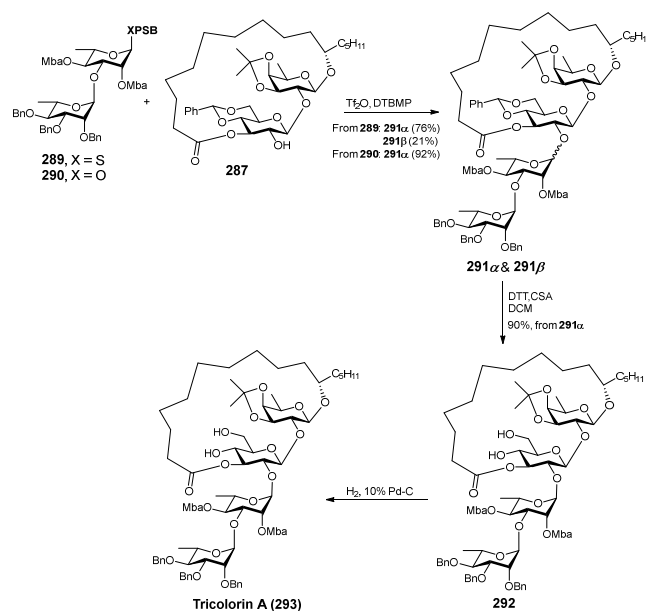 XPSB
O
MbaO
O
OMba
O
BnO
BnO
OBn
289, X = S
290, X = O
+
C5H11
O
O
O
O
O
Ph
O
O
O
O
O
OH
O
287
Tf2O, DTBMP
From 289: 291α (76%)
291β (21%)
From 290: 291α (92%)
C5H1
O
O
O
O
O
Ph
O
O
O
O
O
O
O
O
MbaO
O
OMba
O
BnO
BnO
OBn
291α & 291β
DTT,CSA
DCM
90%, from 291α
C5H11
O
O
O
O
O
HO
HO
O
O
O
O
O
O
MbaO
O
OMba
O
BnO
BnO
OBn
Tricolorin A (293)
H2, 10% Pd-C
C5H11
O
O
O
O
O
HO
HO
O
O
O
O
O
O
MbaO
O
OMba
O
BnO
BnO
OBn
292